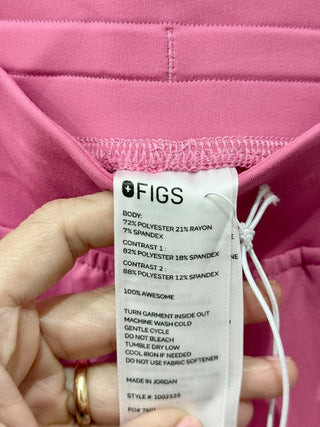 FIGS
BODY:
72% POLYESTER 21% RAYON
7% SPANDEX
CONTRAST 1 :
82% POLYESTER 18% SPANDEX
CONTRAST 2 :
88% POLYESTER 12% SPANDEX
100% AWESOME
TURN GARMENT INSIDE OUT
MACHINE WASH COLD
GENTLE CYCLE
DO NOT BLEACH
TUMBLE DRY LOW
COOL IRON IF NEEDED
DO NOT USE FABRIC SOFTENER
MADE IN JORDAN
STYLE #: 1002535
PO#